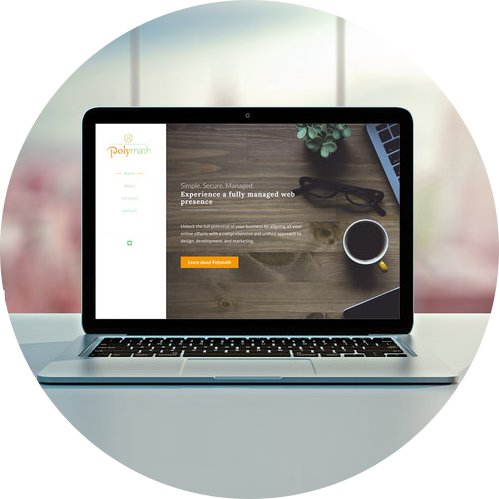 Polymath
HOME
ABOUT
SERVICES
CONTACT
Simple. Secure. Managed.
Experience a fully managed web
presence
Unlock the full potential of your business by aligning all your
online efforts with a comprehensive and unified approach to
design, development, and marketing.
Learn about Polymath